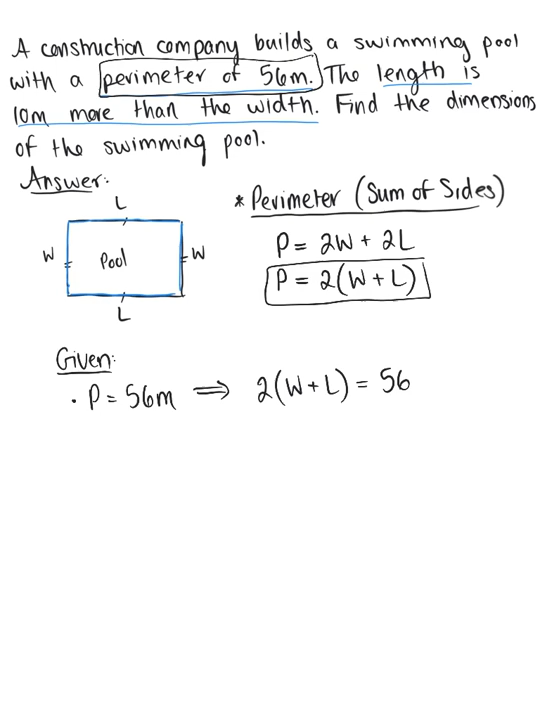 A construction company builds a swimming pool
with a perimeter of 56m. The length is
10m more than the width. Find the dimensions
of the swimming pool.
Answer:
L
* Perimeter (Sum of Sides)
W Pool W
P = 2W + 2L
P = 2(W + L)
L
Given:
• P = 56m ⟹ 2(W + L) = 56